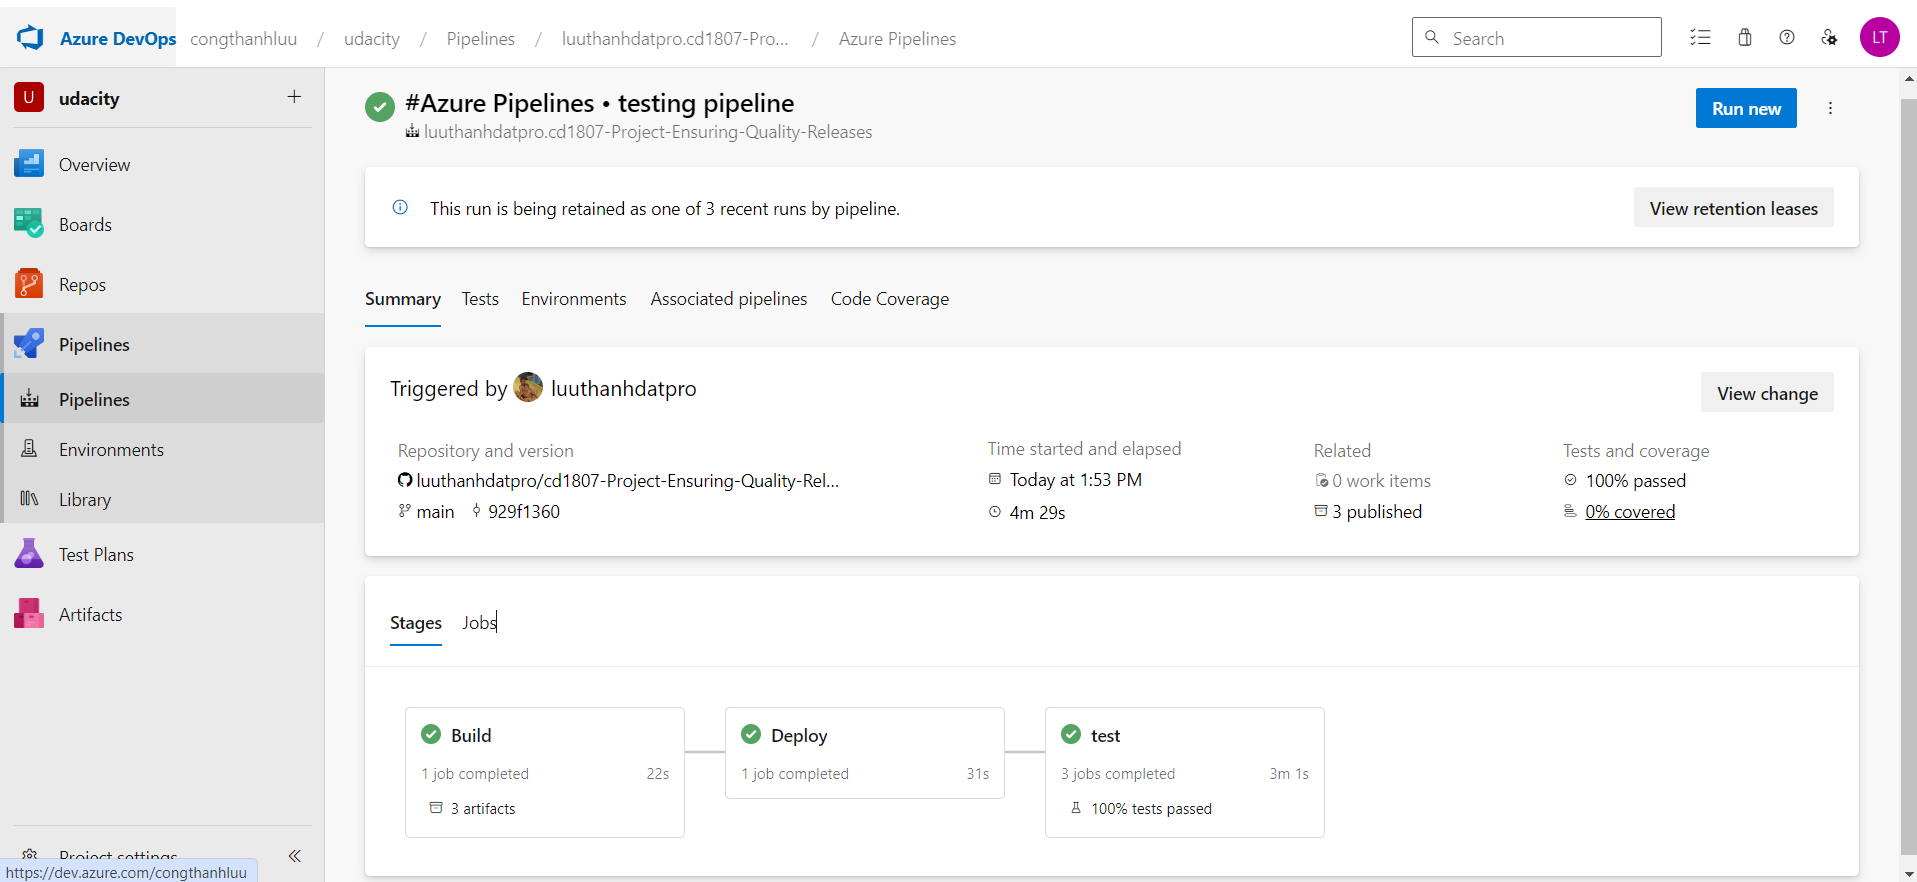 Azure DevOps congthanhluu / udacity / Pipelines / luuthanhdatpro.cd1807-Pro... / Azure Pipelines
Search
LT
U udacity
Overview
Boards
Repos
Pipelines
Pipelines
Environments
Library
Test Plans
Artifacts
Project settings
https://dev.azure.com/congthanhluu
#Azure Pipelines • testing pipeline
luuthanhdatpro.cd1807-Project-Ensuring-Quality-Releases
Run new
This run is being retained as one of 3 recent runs by pipeline.
View retention leases
Summary Tests Environments Associated pipelines Code Coverage
Triggered by luuthanhdatpro
View change
Repository and version
luuthanhdatpro/cd1807-Project-Ensuring-Quality-Rel...
main 929f1360
Time started and elapsed
Today at 1:53 PM
4m 29s
Related
0 work items
3 published
Tests and coverage
100% passed
0% covered
Stages Jobs
Build
1 job completed 22s
3 artifacts
Deploy
1 job completed 31s
test
3 jobs completed 3m 1s
100% tests passed